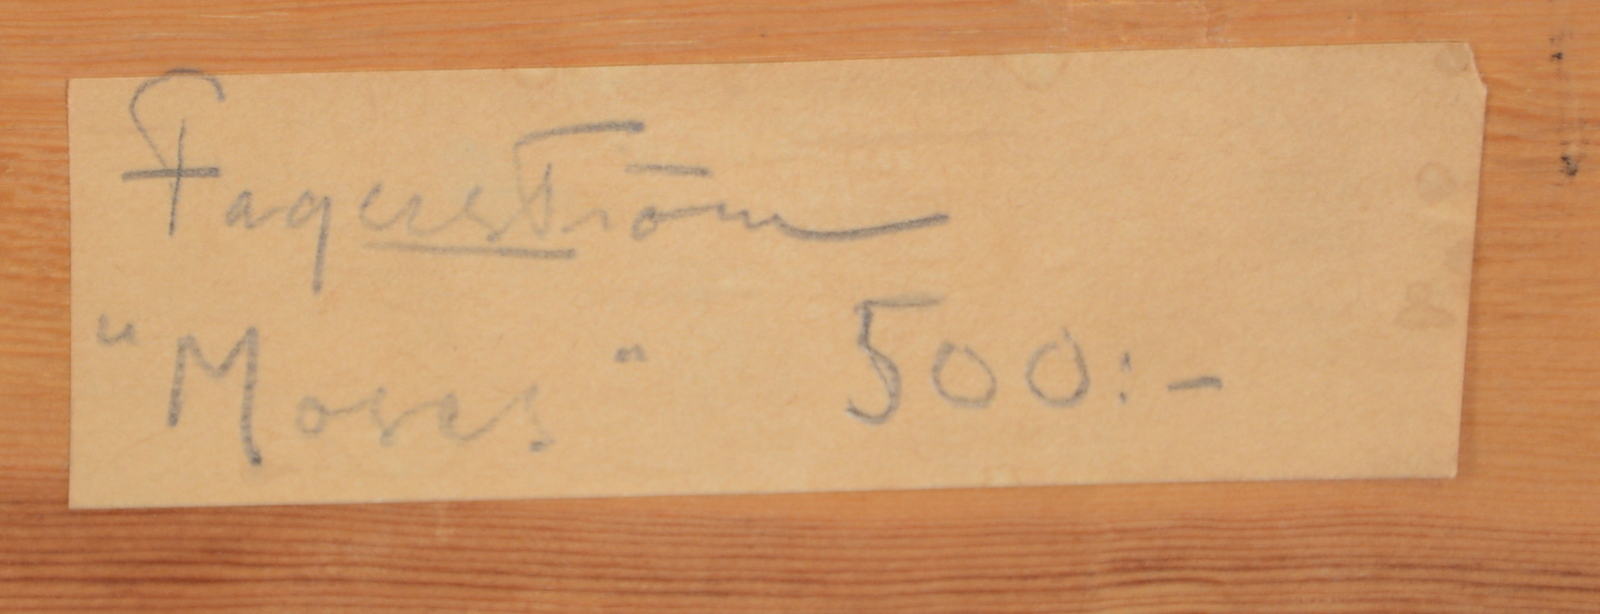 Fagerström
"Moses" 500:-